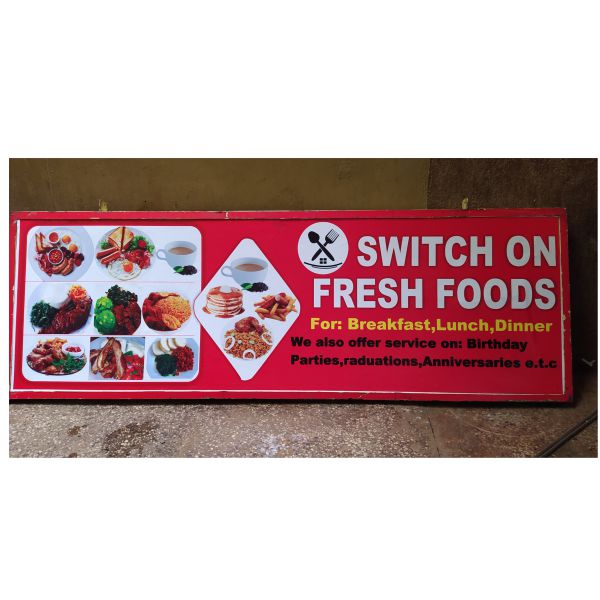 SWITCH ON
FRESH FOODS
For: Breakfast,Lunch,Dinner
We also offer service on: Birthday
Parties,raduations,Anniversaries e.t.c